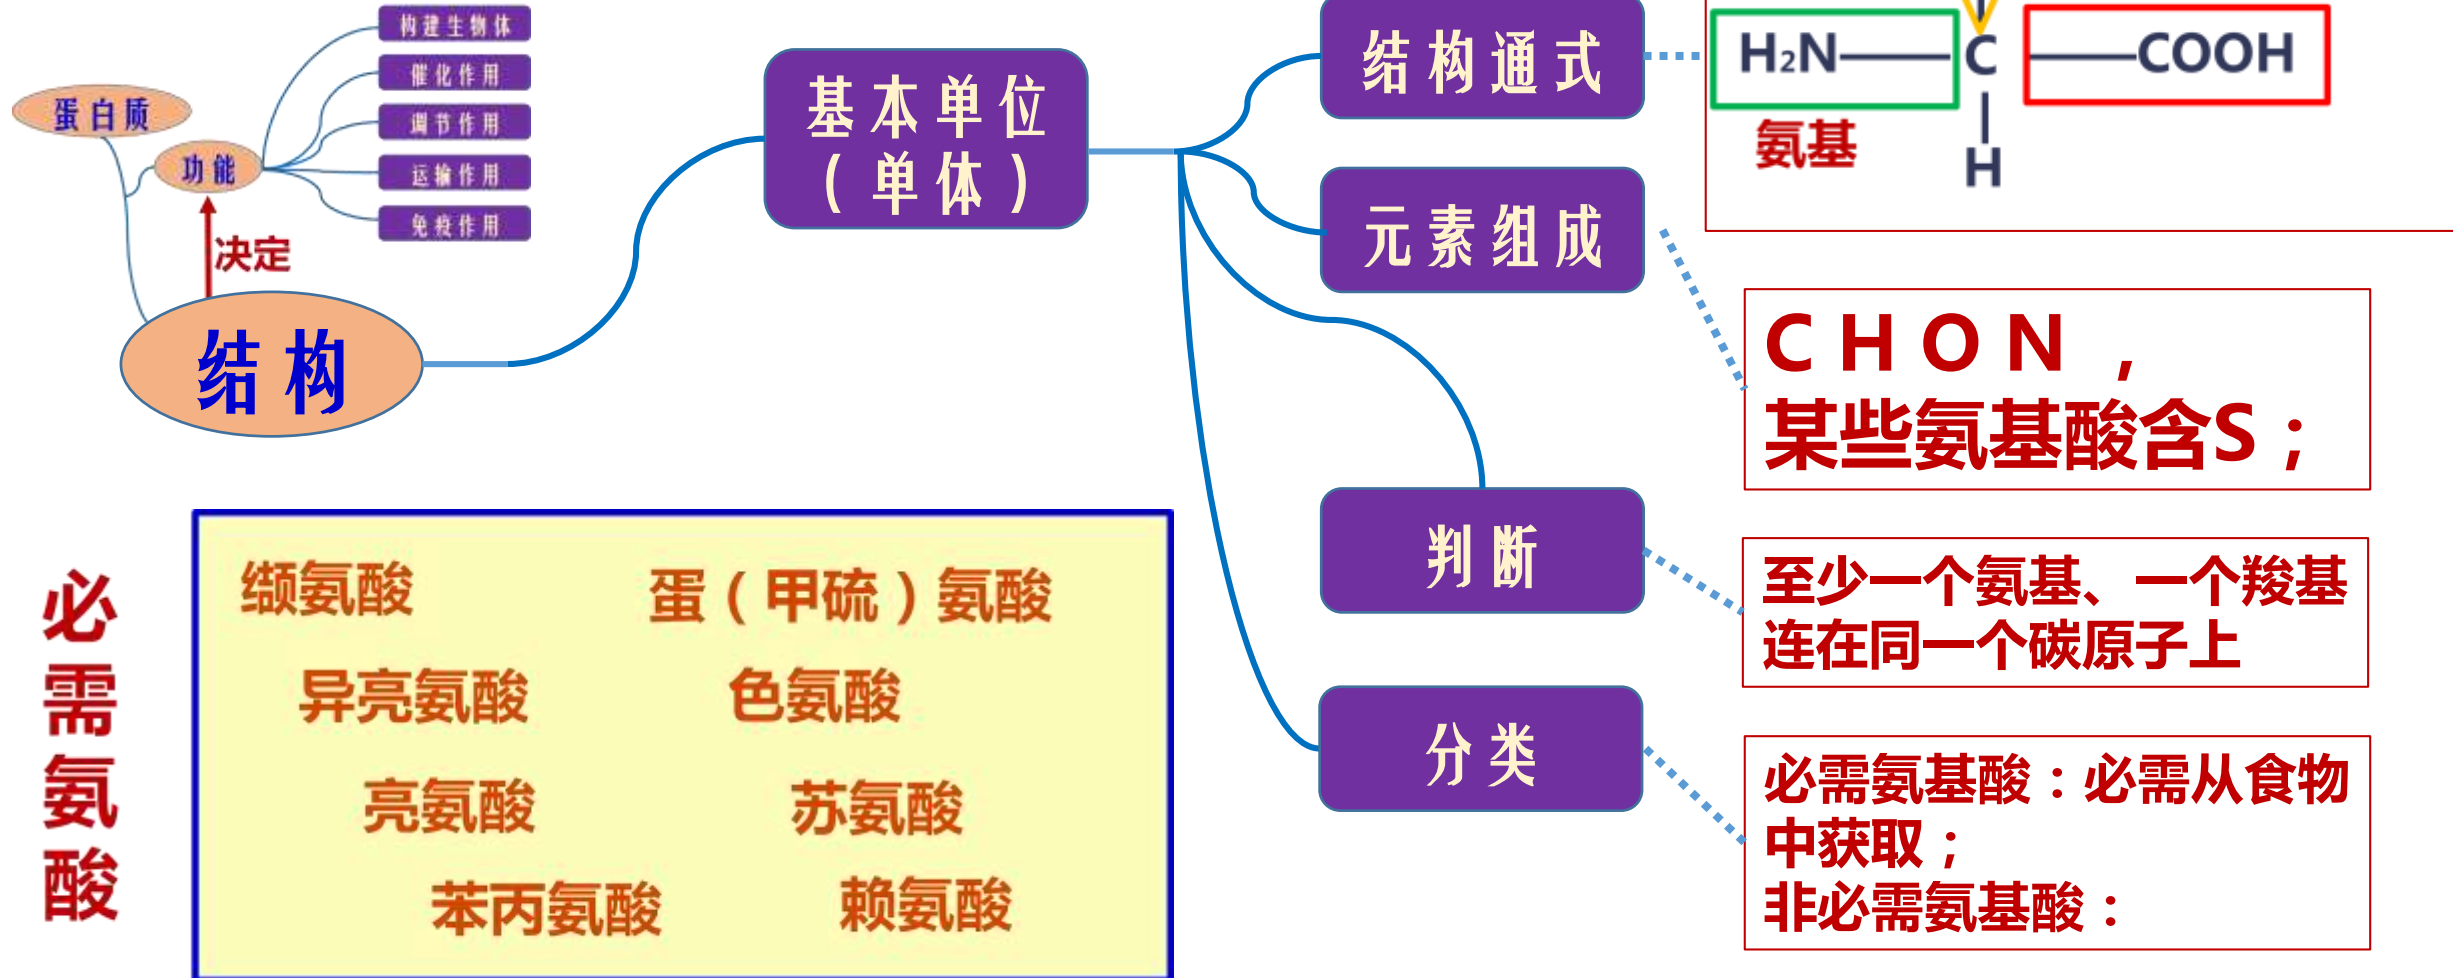 构建生物体
催化作用
调节作用
运输作用
免疫作用
蛋白质
功能
决定
结构
基本单位
(单体)
结构通式
元素组成
判断
分类
H₂N—C—COOH
氨基
H
C H O N ,
某些氨基酸含S；
至少一个氨基、一个羧基
连在同一个碳原子上
必需氨基酸：必需从食物
中获取；
非必需氨基酸：
必需氨酸
缬氨酸 蛋（甲硫）氨酸
异亮氨酸 色氨酸
亮氨酸 苏氨酸
苯丙氨酸 赖氨酸